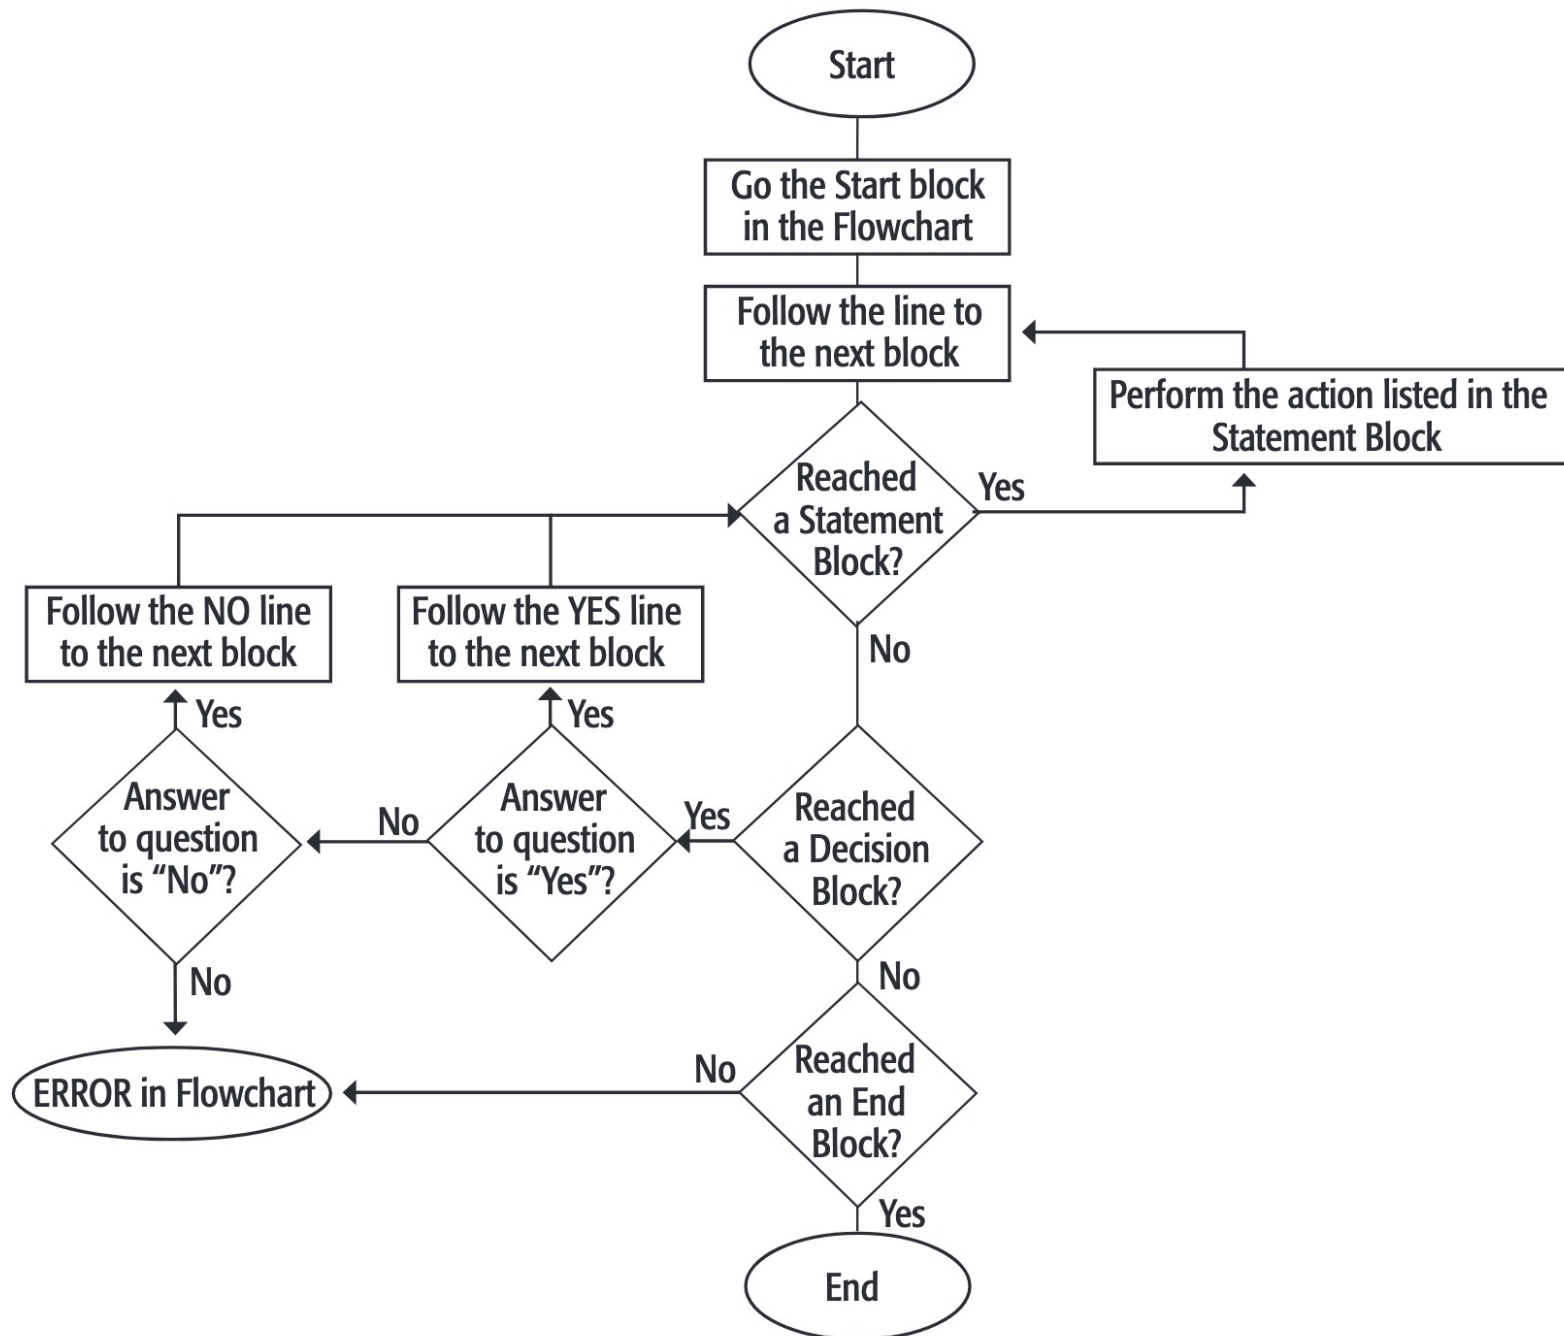 Start
Go the Start block
in the Flowchart
Follow the line to
the next block
Perform the action listed in the
Statement Block
Reached
a Statement
Block?
Yes
No
Follow the NO line
to the next block
Follow the YES line
to the next block
Yes
Yes
Answer
to question
is “No”?
No
Answer
to question
is “Yes”?
Yes
Reached
a Decision
Block?
No
No
ERROR in Flowchart
No
Reached
an End
Block?
Yes
End